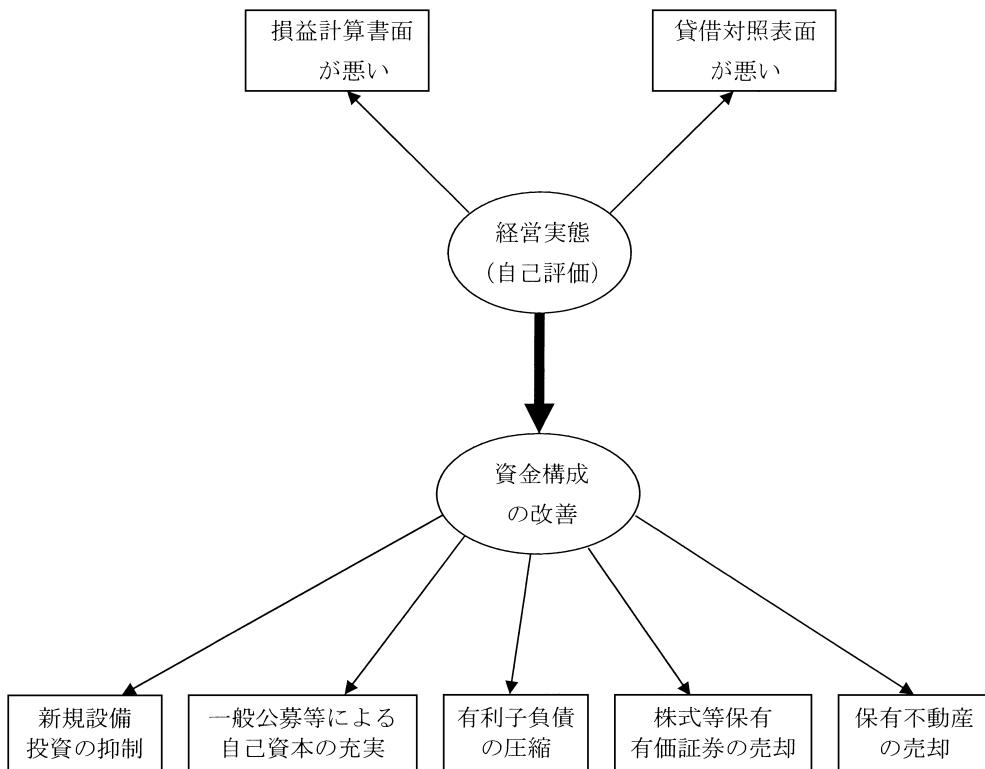 損益計算書面
が悪い
貸借対照表面
が悪い
経営実態
（自己評価）
資金構成
の改善
新規設備
投資の抑制
一般公募等による
自己資本の充実
有利子負債
の圧縮
株式等保有
有価証券の売却
保有不動産
の売却